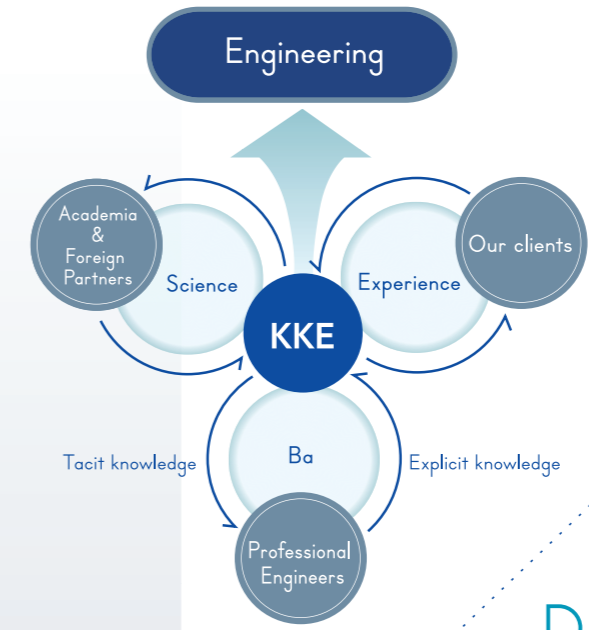 Engineering
Academia
&
Foreign
Partners
Science
Experience
Our clients
KKE
Tacit knowledge
Ba
Explicit knowledge
Professional
Engineers
D